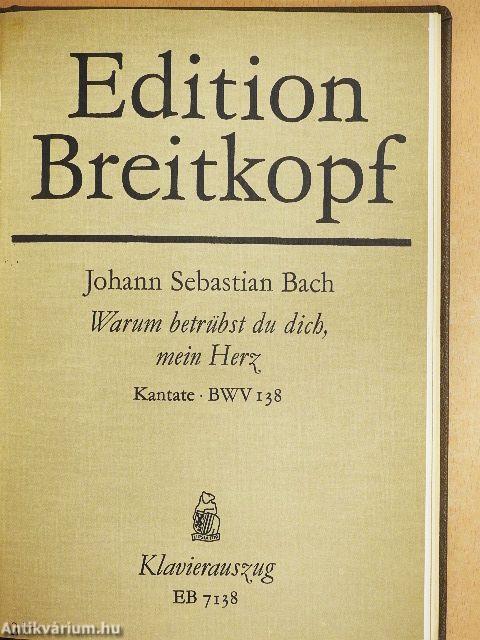 Edition
Breitkopf
Johann Sebastian Bach
Warum betrübst du dich,
mein Herz
Kantate · BWV 138
Klavierauszug
EB 7138
Antikvárium.hu